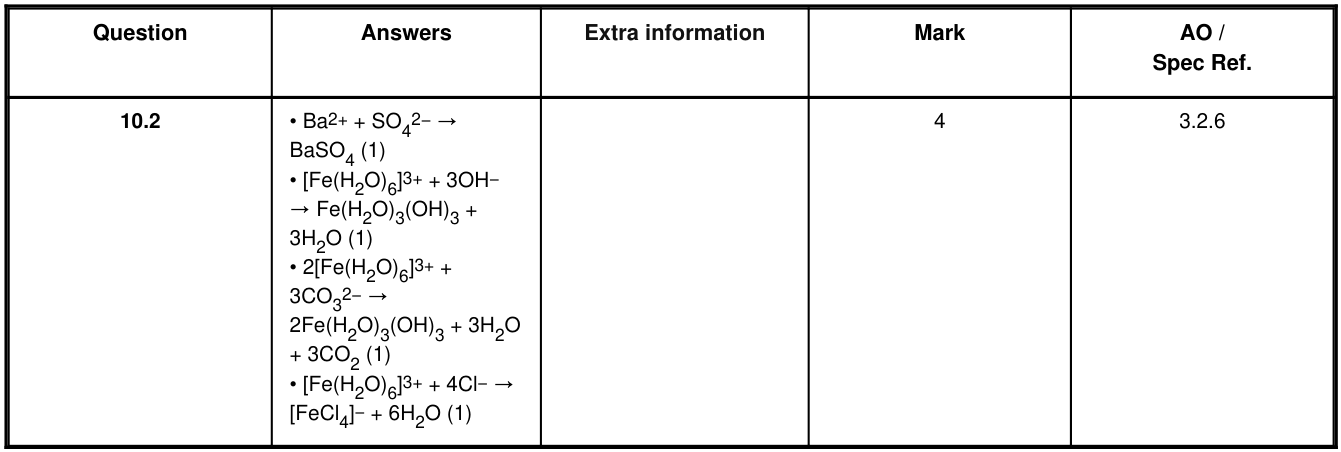 Question Answers Extra information Mark AO /
Spec Ref.
10.2 • Ba²⁺ + SO₄²⁻ → 4 3.2.6
BaSO₄ (1)
• [Fe(H₂O)₆]³⁺ + 3OH⁻
→ Fe(H₂O)₃(OH)₃ +
3H₂O (1)
• 2[Fe(H₂O)₆]³⁺ +
3CO₃²⁻ →
2Fe(H₂O)₃(OH)₃ + 3H₂O
+ 3CO₂ (1)
• [Fe(H₂O)₆]³⁺ + 4Cl⁻ →
[FeCl₄]⁻ + 6H₂O (1)